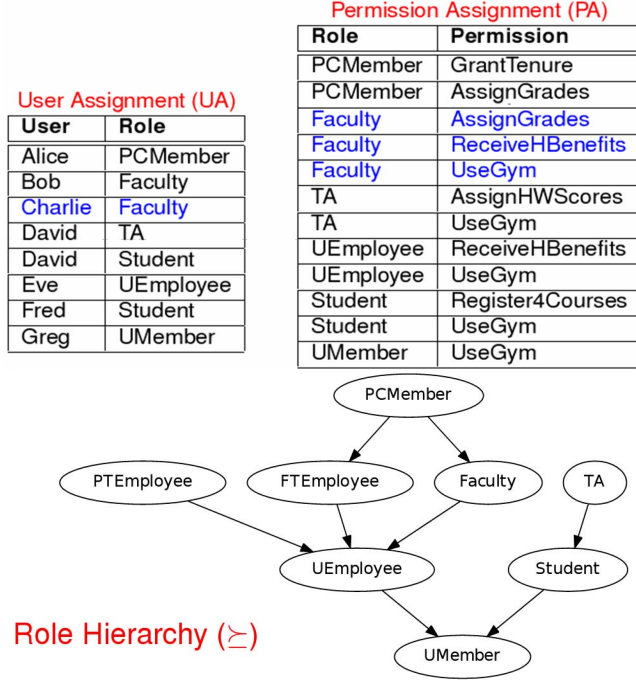 Permission Assignment (PA)
Role Permission
PCMember GrantTenure
PCMember AssignGrades
Faculty AssignGrades
Faculty ReceiveHBenefits
Faculty UseGym
TA AssignHWScores
TA UseGym
UEmployee ReceiveHBenefits
UEmployee UseGym
Student Register4Courses
Student UseGym
UMember UseGym
User Assignment (UA)
User Role
Alice PCMember
Bob Faculty
Charlie Faculty
David TA
David Student
Eve UEmployee
Fred Student
Greg UMember
PCMember
PTEmployee FTEmployee Faculty TA
UEmployee Student
UMember
Role Hierarchy (⪰)